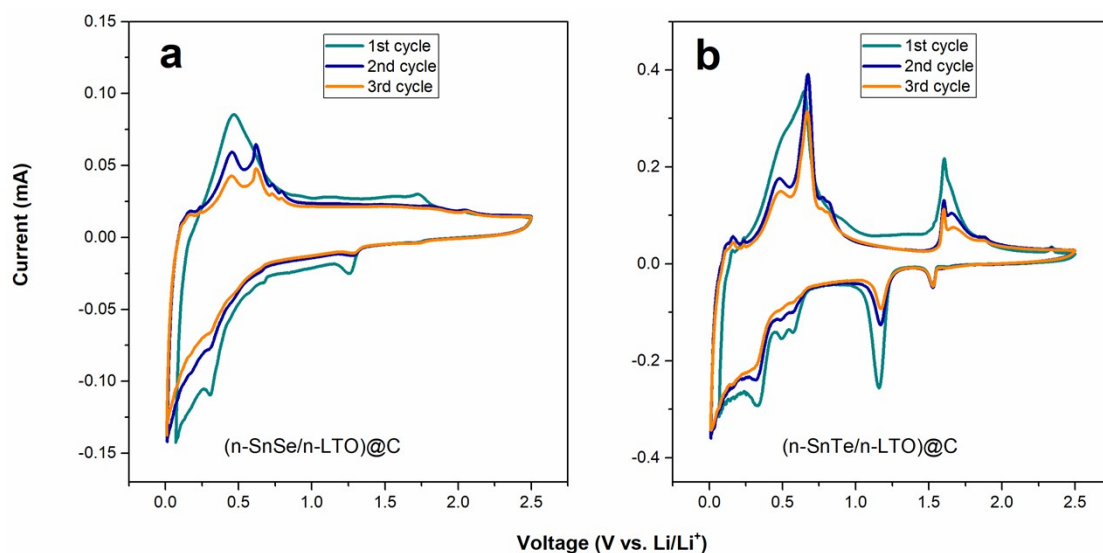 a
1st cycle
2nd cycle
3rd cycle
0.15
0.10
0.05
0.00
-0.05
-0.10
-0.15
0.0 0.5 1.0 1.5 2.0 2.5
(n-SnSe/n-LTO)@C
b
1st cycle
2nd cycle
3rd cycle
0.4
0.2
0.0
-0.2
-0.4
0.0 0.5 1.0 1.5 2.0 2.5
(n-SnTe/n-LTO)@C
Current (mA)
Voltage (V vs. Li/Li⁺)